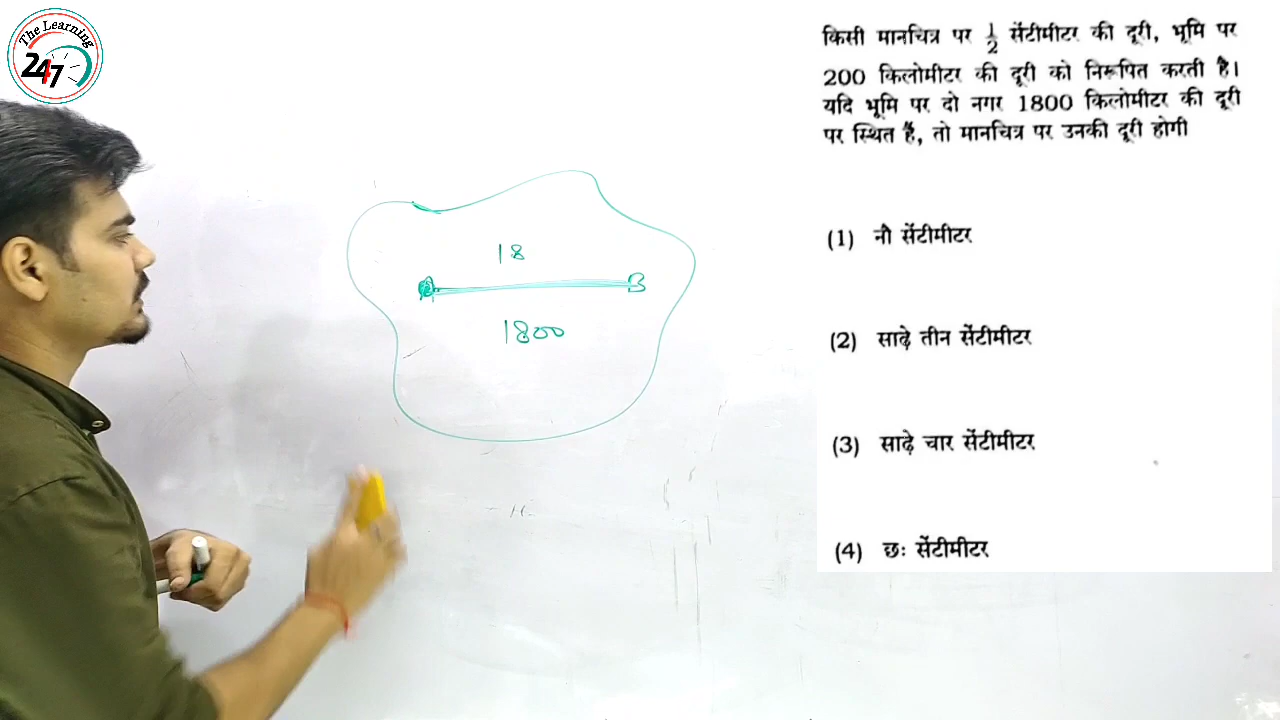 The Learning
247
किसी मानचित्र पर 1/2 सेंटीमीटर की दूरी, भूमि पर
200 किलोमीटर की दूरी को निरूपित करती है।
यदि भूमि पर दो नगर 1800 किलोमीटर की दूरी
पर स्थित हैं, तो मानचित्र पर उनकी दूरी होगी
(1) नौ सेंटीमीटर
(2) साढ़े तीन सेंटीमीटर
(3) साढ़े चार सेंटीमीटर
(4) छः सेंटीमीटर
18
B
1800